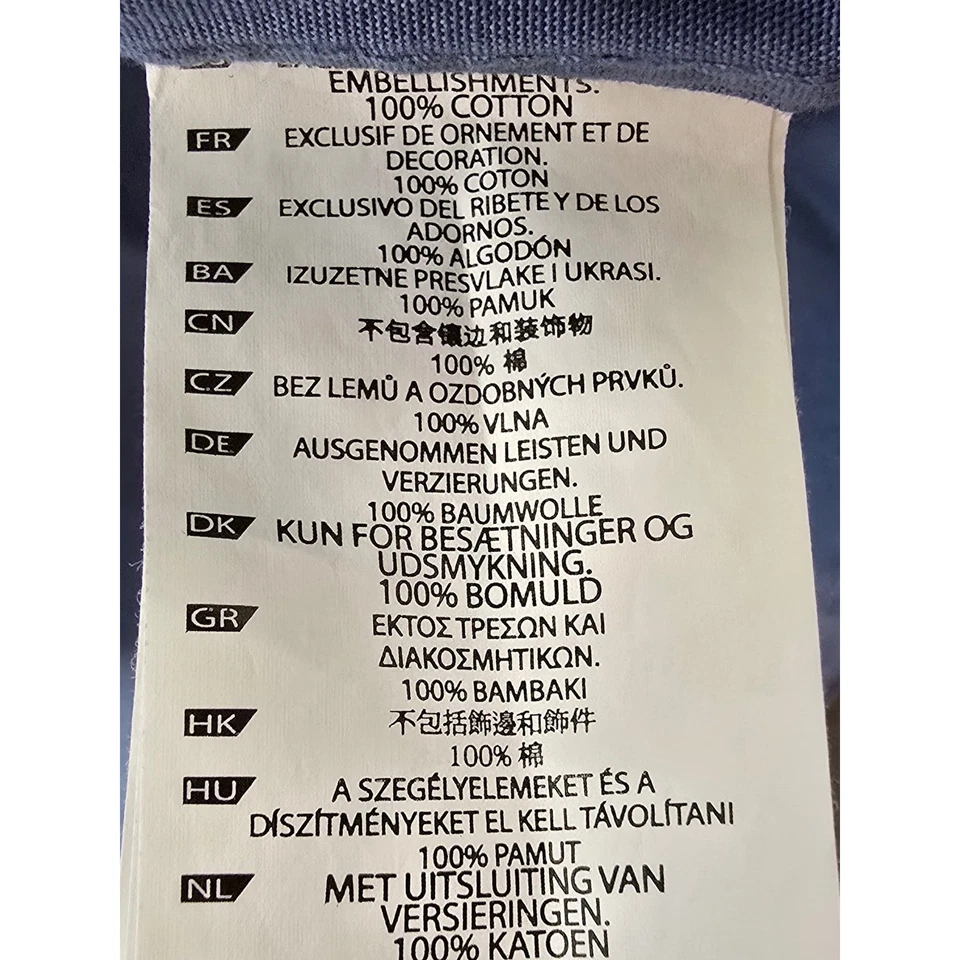 EMBELLISHMENTS.
100% COTTON
FR EXCLUSIF DE ORNEMENT ET DE
DECORATION.
100% COTON
ES EXCLUSIVO DEL RIBETE Y DE LOS
ADORNOS.
100% ALGODÓN
BA IZUZETNE PRESVLAKE I UKRASI.
100% PAMUK
CN 不包含镶边和装饰物
100% 棉
CZ BEZ LEMŮ A OZDOBNÝCH PRVKŮ.
100% VLNA
DE AUSGENOMMEN LEISTEN UND
VERZIERUNGEN.
100% BAUMWOLLE
DK KUN FOR BESÆTNINGER OG
UDSMYKNING.
100% BOMULD
GR ΕΚΤΟΣ ΤΡΕΣΩΝ ΚΑΙ
ΔΙΑΚΟΣΜΗΤΙΚΩΝ.
100% ΒΑΜΒΑΚΙ
HK 不包括飾邊和飾件
100% 棉
HU A SZEGÉLYELEMEKET ÉS A
DÍSZÍTMÉNYEKET EL KELL TÁVOLÍTANI
100% PAMUT
NL MET UITSLUITING VAN
VERSIERINGEN.
100% KATOEN